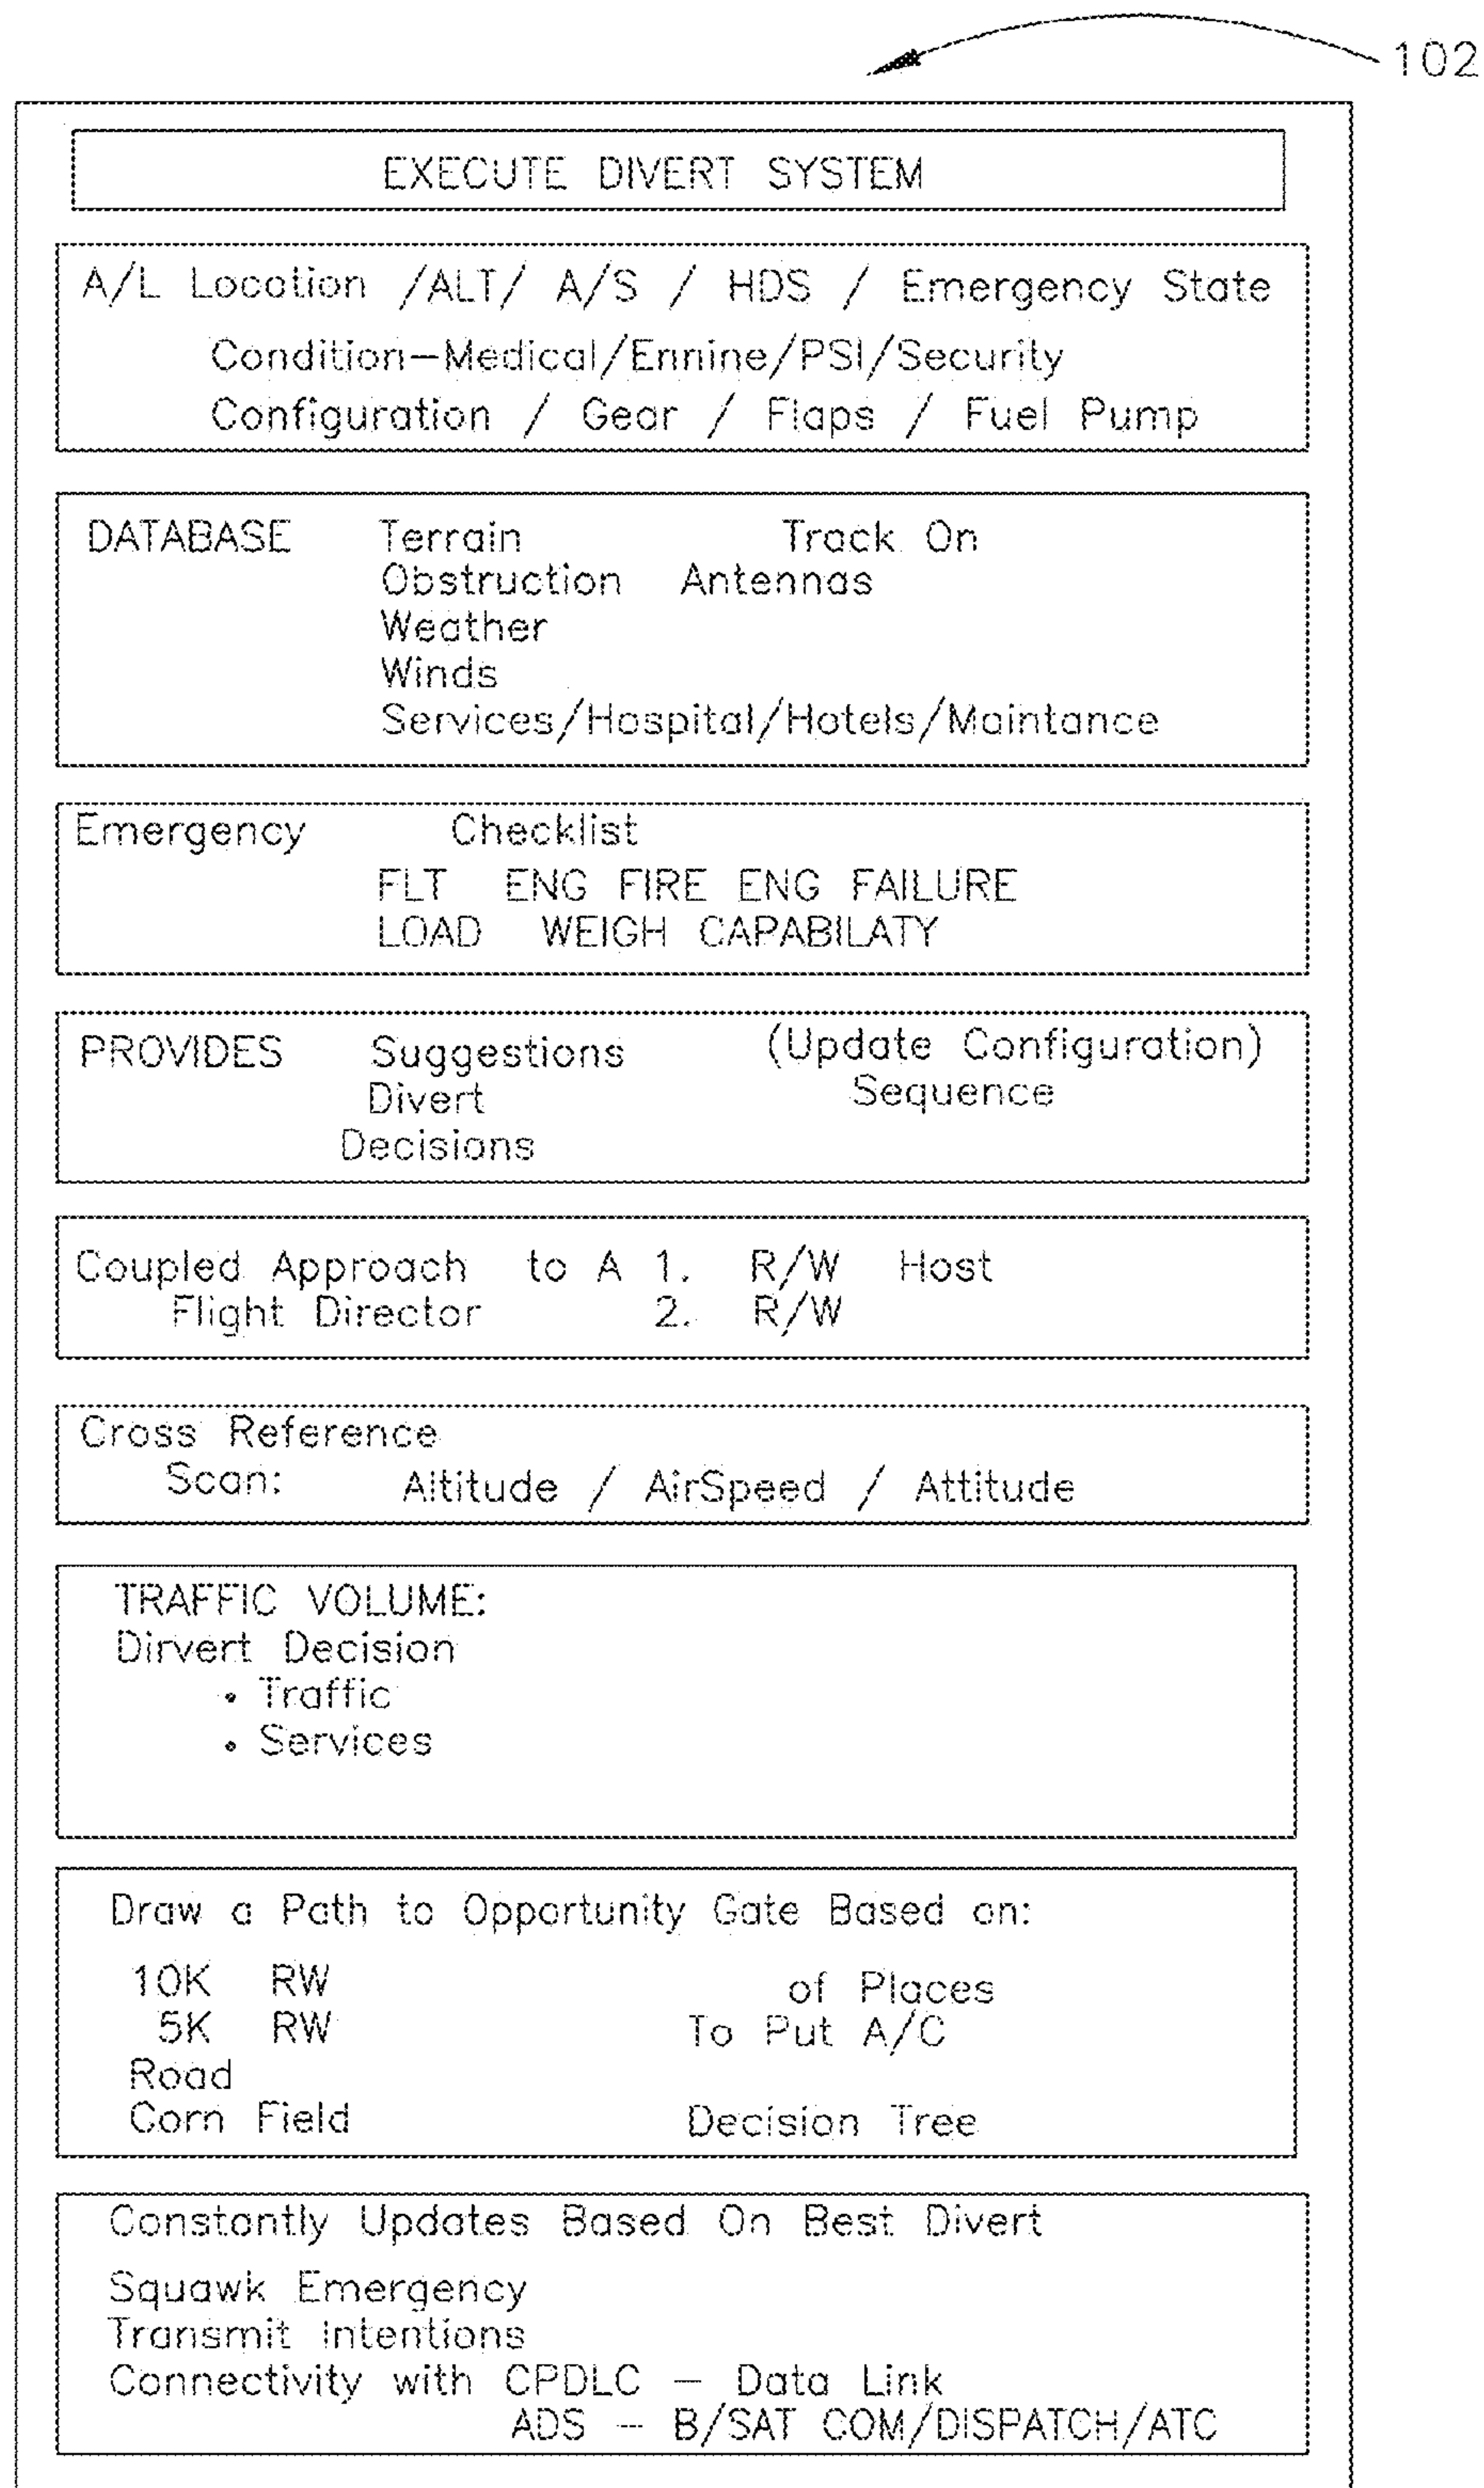 102
EXECUTE DIVERT SYSTEM
A/L Location /ALT/ A/S / HDS / Emergency State
Condition-Medical/Ennine/PSI/Security
Configuration / Gear / Flaps / Fuel Pump
DATABASE Terrain Track On
Obstruction Antennas
Weather
Winds
Services/Hospital/Hotels/Maintance
Emergency Checklist
FLT ENG FIRE ENG FAILURE
LOAD WEIGH CAPABILATY
PROVIDES Suggestions (Update Configuration)
Divert Sequence
Decisions
Coupled Approach to A 1. R/W Host
Flight Director 2. R/W
Cross Reference
Scan: Altitude / AirSpeed / Attitude
TRAFFIC VOLUME:
Dirvert Decision
• Traffic
• Services
Draw a Path to Opportunity Gate Based on:
10K RW of Places
5K RW To Put A/C
Road
Corn Field Decision Tree
Constantly Updates Based On Best Divert
Squawk Emergency
Transmit Intentions
Connectivity with CPDLC - Data Link
ADS - B/SAT COM/DISPATCH/ATC